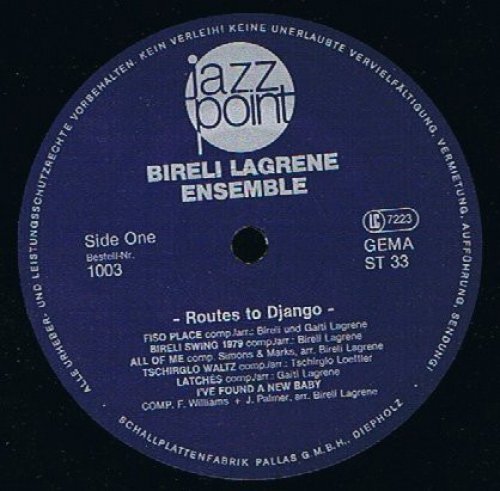 jazz
point
BIRELI LAGRENE
ENSEMBLE
Side One
Bestell-Nr.
1003
LC 7223
GEMA
ST 33
- Routes to Django -
FISO PLACE comp./arr.: Bireli und Gaiti Lagrene
BIRELI SWING 1979 comp./arr.: Bireli Lagrene
ALL OF ME comp. Simons & Marks, arr. Bireli Lagrene
TSCHIRGLO WALTZ comp./arr.: Tschirglo Loeffler
LATCHES comp./arr.: Gaiti Lagrene
I'VE FOUND A NEW BABY
COMP. F. Williams + J. Palmer, arr. Bireli Lagrene
ALLE URHEBER- UND LEISTUNGSSCHUTZRECHTE VORBEHALTEN. KEIN VERLEIH! KEINE UNERLAUBTE VERVIELFÄLTIGUNG, VERMIETUNG, AUFFÜHRUNG, SENDUNG!
SCHALLPLATTENFABRIK PALLAS G.M.B.H., DIEPHOLZ